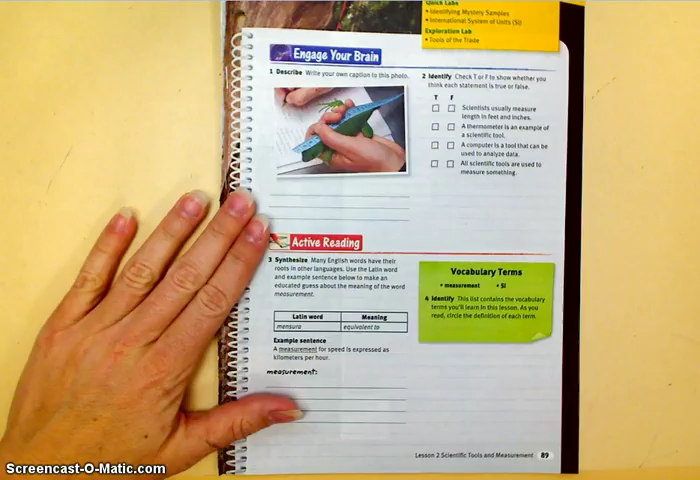 Quick Labs
• Identifying Mystery Samples
• International System of Units (SI)
Exploration Lab
• Tools of the Trade
Engage Your Brain
1 Describe Write your own caption to this photo.
2 Identify Check T or F to show whether you
think each statement is true or false.
T F
Scientists usually measure
length in feet and inches.
A thermometer is an example of
a scientific tool.
A computer is a tool that can be
used to analyze data.
All scientific tools are used to
measure something.
Active Reading
3 Synthesize Many English words have their
roots in other languages. Use the Latin word
and example sentence below to make an
educated guess about the meaning of the word
measurement.
Latin word Meaning
mensura equivalent to
Example sentence
A measurement for speed is expressed as
kilometers per hour.
measurement:
Vocabulary Terms
• measurement • SI
4 Identify This list contains the vocabulary
terms you'll learn in this lesson. As you
read, circle the definition of each term.
Lesson 2 Scientific Tools and Measurement 89
Screencast-O-Matic.com